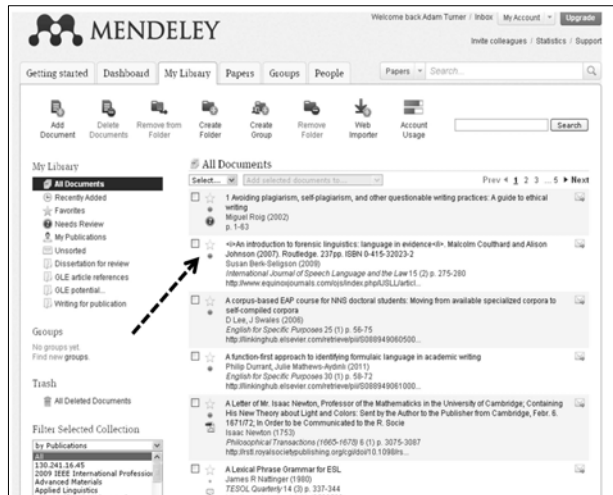 Welcome back Adam Turner / Inbox My Account Upgrade
MENDELEY
Invite colleagues / Statistics / Support
Getting started Dashboard My Library Papers Groups People Papers Search...
Add Document Delete Documents Remove from Folder Create Folder Create Group Remove Folder Web Importer Account Usage Search
My Library
All Documents
Recently Added
Favorites
Needs Review
My Publications
Unsorted
Dissertation for review
OLE article references
OLE potential...
Writing for publication
Groups
No groups yet.
Find new groups.
Trash
All Deleted Documents
Filter Selected Collection
by Publications
All
130.241.16.45
2009 IEEE International Profession
Advanced Materials
Applied Linguistics
All Documents
Select... Add selected documents to... Prev 1 2 3 ... 5 Next
1 Avoiding plagiarism, self-plagiarism, and other questionable writing practices: A guide to ethical
writing
Miguel Roig (2002)
p. 1-63
<i>An introduction to forensic linguistics: language in evidence</i>. Malcolm Coulthard and Alison
Johnson (2007). Routledge. 237pp. ISBN 0-415-32023-2
Susan Berk-Seligson (2009)
International Journal of Speech Language and the Law 15 (2) p. 275-280
http://www.equinoxjournals.com/ojs/index.php/IJSLL/articl...
A corpus-based EAP course for NNS doctoral students: Moving from available specialized corpora to
self-compiled corpora
D Lee, J Swales (2006)
English for Specific Purposes 25 (1) p. 56-75
http://linkinghub.elsevier.com/retrieve/pii/S088949060500...
A function-first approach to identifying formulaic language in academic writing
Philip Durrant, Julie Mathews-Aydınlı (2011)
English for Specific Purposes 30 (1) p. 58-72
http://linkinghub.elsevier.com/retrieve/pii/S088949061000...
A Letter of Mr. Isaac Newton, Professor of the Mathematicks in the University of Cambridge; Containing
His New Theory about Light and Colors: Sent by the Author to the Publisher from Cambridge, Febr. 6.
1671/72; In Order to be Communicated to the R. Socie
Isaac Newton (1753)
Philosophical Transactions (1665-1678) 6 (1) p. 3075-3087
http://rstl.royalsocietypublishing.org/cgi/doi/10.1098/rs...
A Lexical Phrase Grammar for ESL
James R Nattinger (1980)
TESOL Quarterly 14 (3) p. 337-344